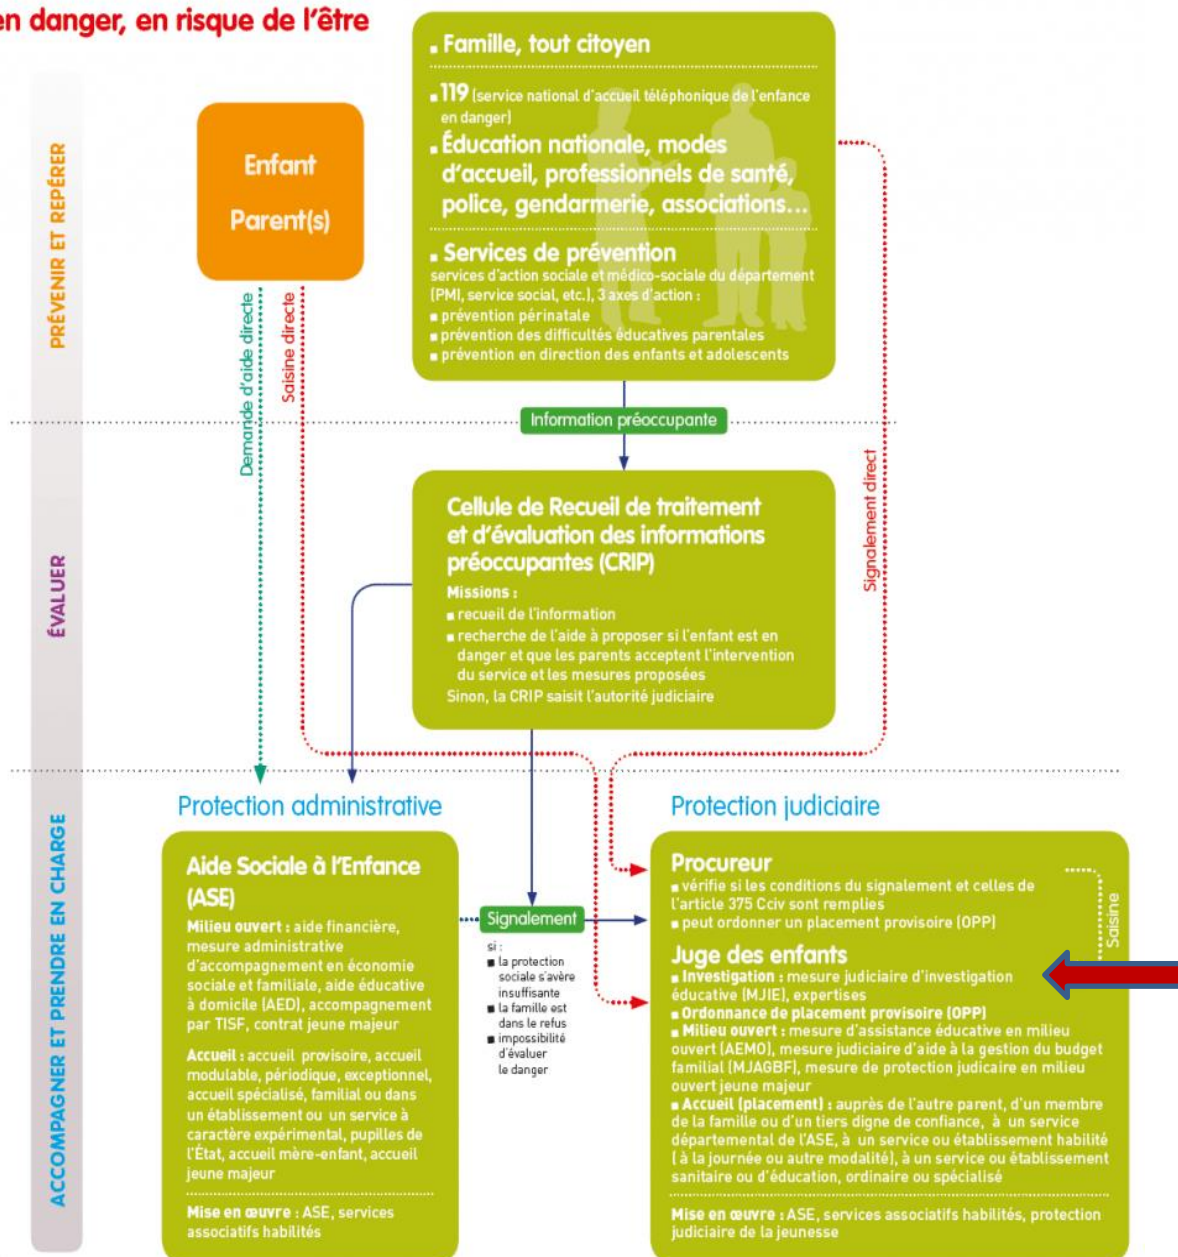 en danger, en risque de l'être
PRÉVENIR ET REPÉRER
Enfant
Parent(s)
▪ Famille, tout citoyen
▪ 119 (service national d'accueil téléphonique de l'enfance
en danger)
▪ Éducation nationale, modes
d'accueil, professionnels de santé,
police, gendarmerie, associations...
▪ Services de prévention
services d'action sociale et médico-sociale du département
(PMI, service social, etc.), 3 axes d'action :
▪ prévention périnatale
▪ prévention des difficultés éducatives parentales
▪ prévention en direction des enfants et adolescents
Demande d'aide directe
Saisine directe
Information préoccupante
Signalement direct
ÉVALUER
Cellule de Recueil de traitement
et d'évaluation des informations
préoccupantes (CRIP)
Missions :
▪ recueil de l'information
▪ recherche de l'aide à proposer si l'enfant est en
danger et que les parents acceptent l'intervention
du service et les mesures proposées
Sinon, la CRIP saisit l'autorité judiciaire
ACCOMPAGNER ET PRENDRE EN CHARGE
Protection administrative
Aide Sociale à l'Enfance
(ASE)
Milieu ouvert : aide financière,
mesure administrative
d'accompagnement en économie
sociale et familiale, aide éducative
à domicile (AED), accompagnement
par TISF, contrat jeune majeur
Accueil : accueil provisoire, accueil
modulable, périodique, exceptionnel,
accueil spécialisé, familial ou dans
un établissement ou un service à
caractère expérimental, pupilles de
l'État, accueil mère-enfant, accueil
jeune majeur
Mise en œuvre : ASE, services
associatifs habilités
Signalement
si :
▪ la protection
sociale s'avère
insuffisante
▪ la famille est
dans le refus
▪ impossibilité
d'évaluer
le danger
Protection judiciaire
Procureur
▪ vérifie si les conditions du signalement et celles de
l'article 375 Cciv sont remplies
▪ peut ordonner un placement provisoire (OPP)
Saisine
Juge des enfants
▪ Investigation : mesure judiciaire d'investigation
éducative (MJIE), expertises
▪ Ordonnance de placement provisoire (OPP)
▪ Milieu ouvert : mesure d'assistance éducative en milieu
ouvert (AEMO), mesure judiciaire d'aide à la gestion du budget
familial (MJAGBF), mesure de protection judiciaire en milieu
ouvert jeune majeur
▪ Accueil (placement) : auprès de l'autre parent, d'un membre
de la famille ou d'un tiers digne de confiance, à un service
départemental de l'ASE, à un service ou établissement habilité
( à la journée ou autre modalité), à un service ou établissement
sanitaire ou d'éducation, ordinaire ou spécialisé
Mise en œuvre : ASE, services associatifs habilités, protection
judiciaire de la jeunesse